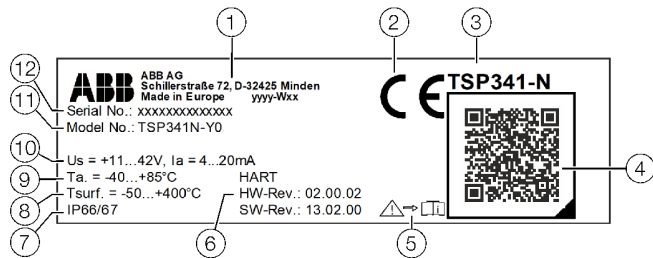 1
2
3
12
11
10
9
8
7
6
5
4
ABB
ABB AG
Schillerstraße 72, D-32425 Minden
Made in Europe yyyy-Wxx
CE
TSP341-N
Serial No.: xxxxxxxxxxxxxx
Model No.: TSP341N-Y0
Us = +11...42V, Ia = 4...20mA
Ta. = -40...+85°C HART
Tsurf. = -50...+400°C HW-Rev.: 02.00.02
IP66/67 SW-Rev.: 13.02.00